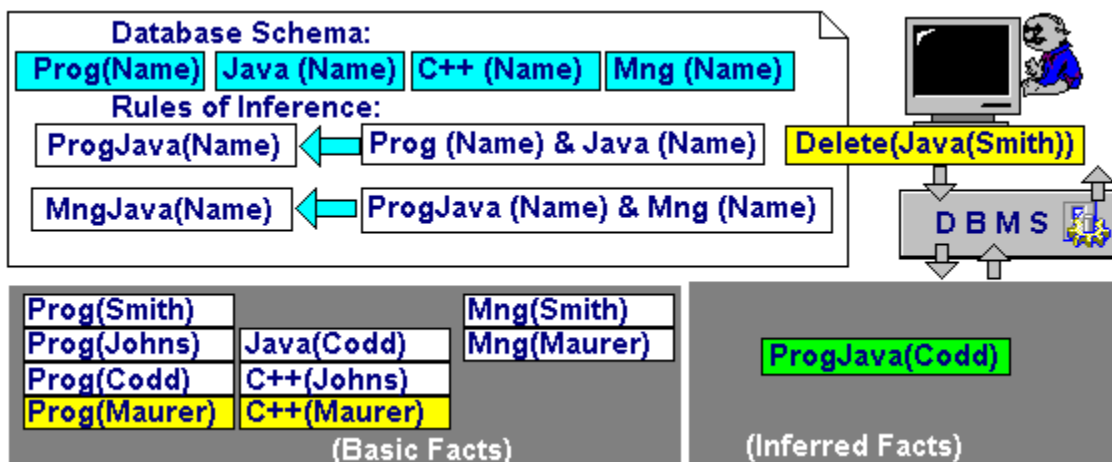 Database Schema:
Prog(Name) Java (Name) C++ (Name) Mng (Name)
Rules of Inference:
ProgJava(Name) Prog (Name) & Java (Name)
MngJava(Name) ProgJava (Name) & Mng (Name)
Delete(Java(Smith))
D B M S
Prog(Smith) Mng(Smith)
Prog(Johns) Java(Codd) Mng(Maurer)
Prog(Codd) C++(Johns)
Prog(Maurer) C++(Maurer)
(Basic Facts)
ProgJava(Codd)
(Inferred Facts)